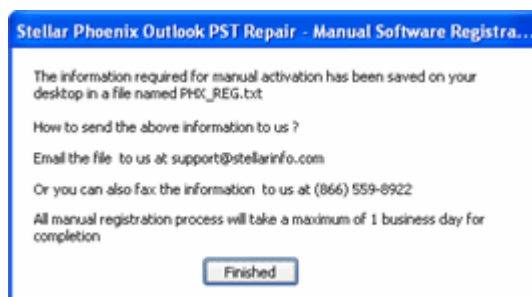 Stellar Phoenix Outlook PST Repair - Manual Software Registra...
The information required for manual activation has been saved on your
desktop in a file named PHX_REG.txt
How to send the above information to us ?
Email the file to us at support@stellarinfo.com
Or you can also fax the information to us at (866) 559-8922
All manual registration process will take a maximum of 1 business day for
completion
Finished